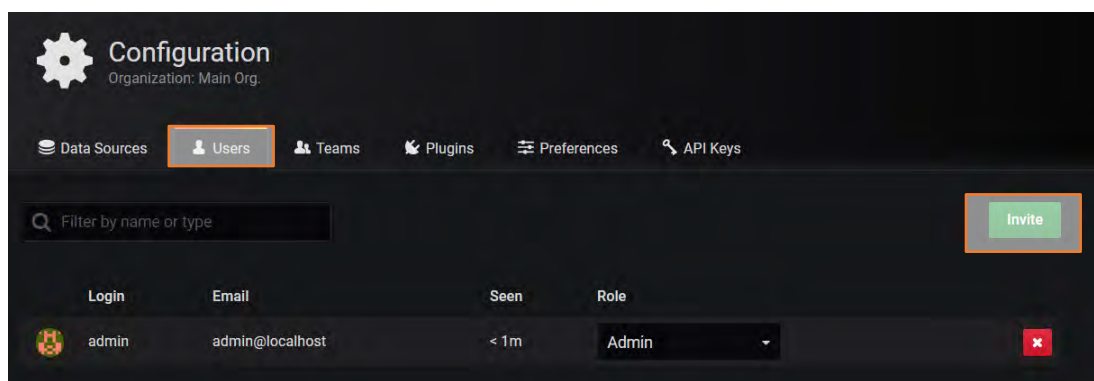 Configuration
Organization: Main Org.
Data Sources Users Teams Plugins Preferences API Keys
Filter by name or type Invite
Login Email Seen Role
admin admin@localhost < 1m Admin